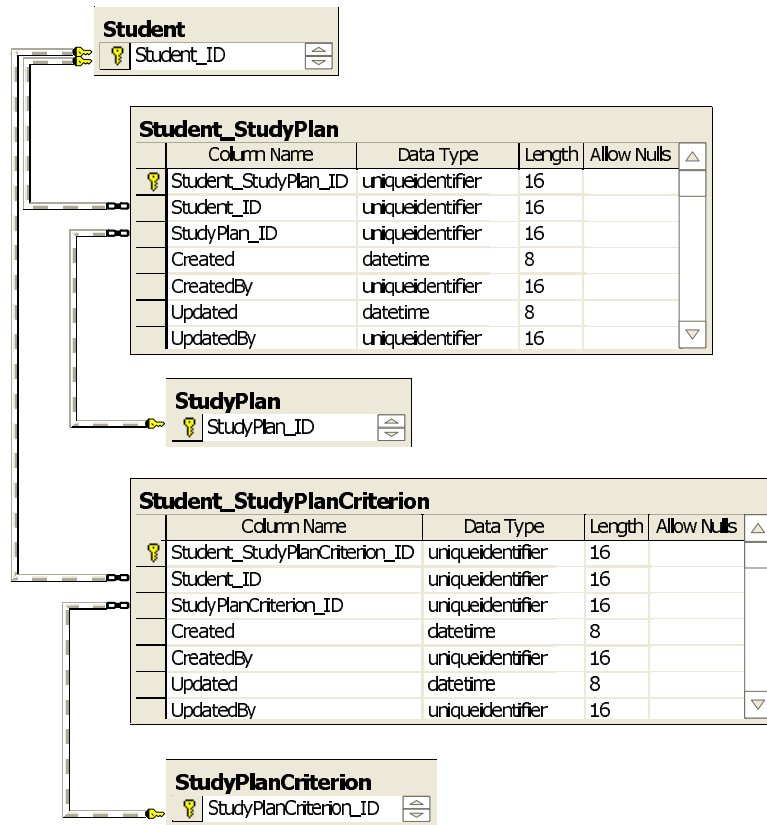 Student
Student_ID
Student_StudyPlan
Column Name Data Type Length Allow Nulls
Student_StudyPlan_ID uniqueidentifier 16
Student_ID uniqueidentifier 16
StudyPlan_ID uniqueidentifier 16
Created datetime 8
CreatedBy uniqueidentifier 16
Updated datetime 8
UpdatedBy uniqueidentifier 16
StudyPlan
StudyPlan_ID
Student_StudyPlanCriterion
Column Name Data Type Length Allow Nulls
Student_StudyPlanCriterion_ID uniqueidentifier 16
Student_ID uniqueidentifier 16
StudyPlanCriterion_ID uniqueidentifier 16
Created datetime 8
CreatedBy uniqueidentifier 16
Updated datetime 8
UpdatedBy uniqueidentifier 16
StudyPlanCriterion
StudyPlanCriterion_ID